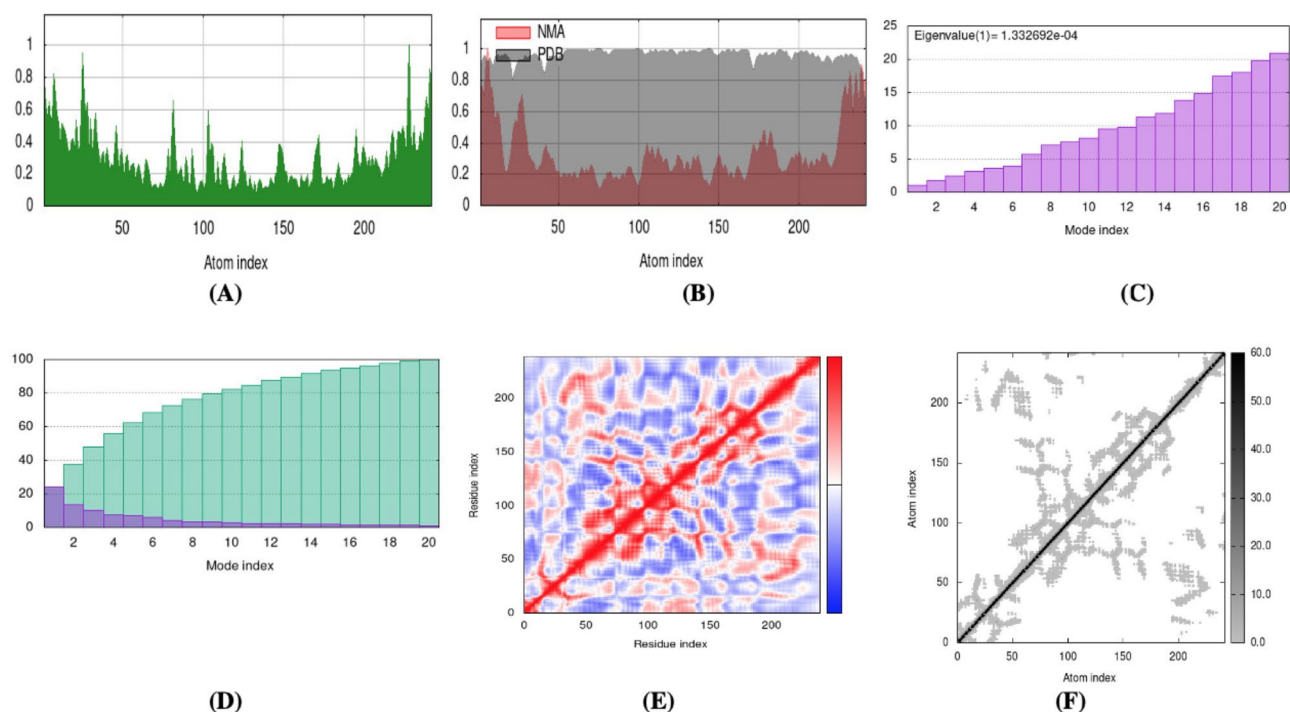 1
0.8
0.6
0.4
0.2
0
50 100 150 200
Atom index
(A)
NMA
PDB
1
0.8
0.6
0.4
0.2
0
50 100 150 200
Atom index
(B)
Eigenvalue(1)= 1.332692e-04
25
20
15
10
5
0
2 4 6 8 10 12 14 16 18 20
Mode index
(C)
100
80
60
40
20
0
2 4 6 8 10 12 14 16 18 20
Mode index
(D)
200
150
100
50
0
Residue index
0 50 100 150 200
Residue index
(E)
200
150
100
50
0
Atom index
0 50 100 150 200
Atom index
60.0
50.0
40.0
30.0
20.0
10.0
0.0
(F)